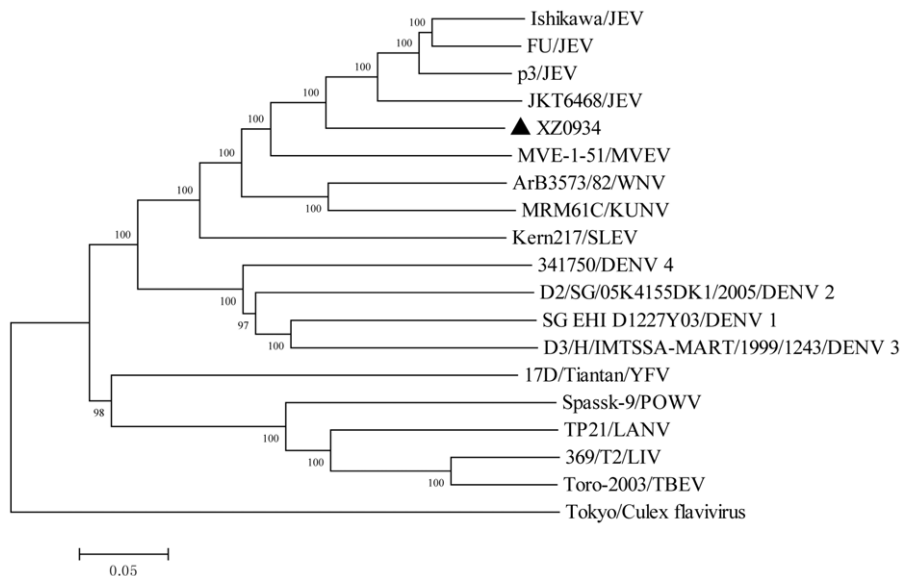 100
Ishikawa/JEV
100
FU/JEV
100
p3/JEV
100
JKT6468/JEV
100
XZ0934
100
MVE-1-51/MVEV
100
ArB3573/82/WNV
100
MRM61C/KUNV
100
Kern217/SLEV
100
341750/DENV 4
100
D2/SG/05K4155DK1/2005/DENV 2
97
SG EHI D1227Y03/DENV 1
100
D3/H/IMTSSA-MART/1999/1243/DENV 3
17D/Tiantan/YFV
98
Spassk-9/POWV
100
TP21/LANV
100
369/T2/LIV
100
Toro-2003/TBEV
Tokyo/Culex flavivirus
0.05